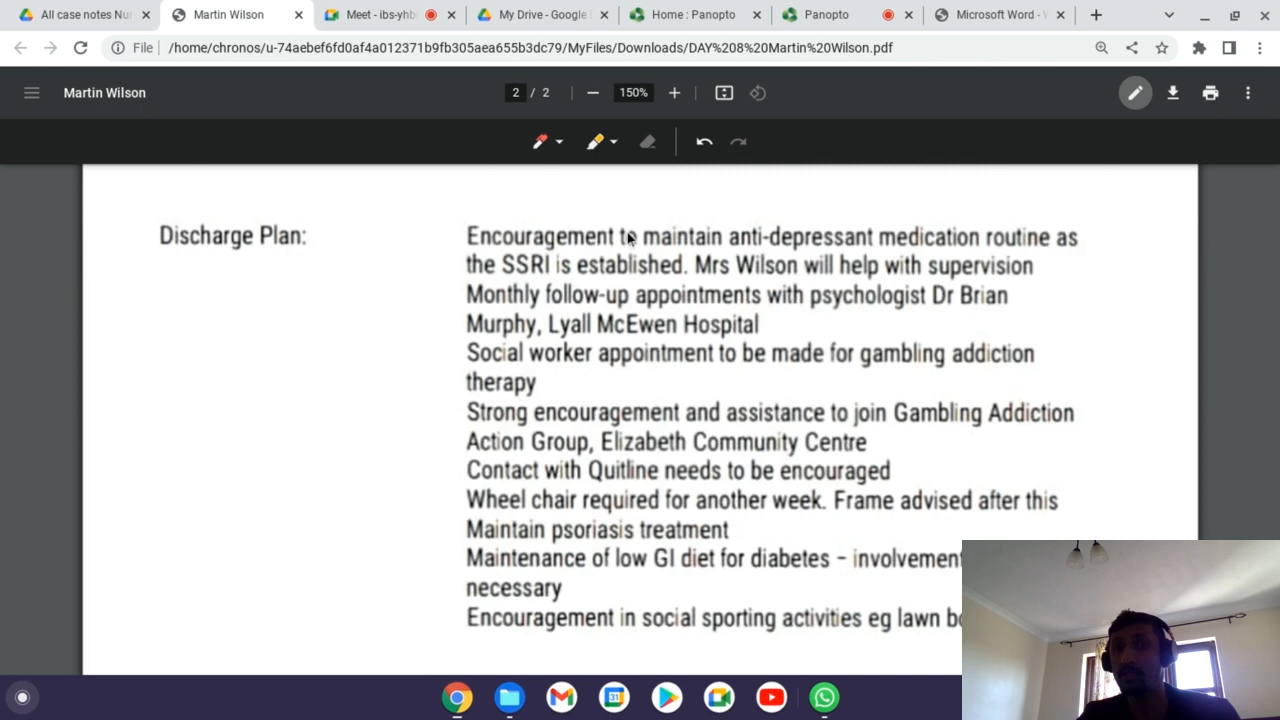 All case notes Nur
Martin Wilson
Meet - ibs-yhb
My Drive - Google
Home : Panopto
Panopto
Microsoft Word -
File
/home/chronos/u-74aebef6fd0af4a012371b9fb305aea655b3dc79/MyFiles/Downloads/DAY%208%20Martin%20Wilson.pdf
Martin Wilson
2 / 2
150%
Discharge Plan:
Encouragement to maintain anti-depressant medication routine as
the SSRI is established. Mrs Wilson will help with supervision
Monthly follow-up appointments with psychologist Dr Brian
Murphy, Lyall McEwen Hospital
Social worker appointment to be made for gambling addiction
therapy
Strong encouragement and assistance to join Gambling Addiction
Action Group, Elizabeth Community Centre
Contact with Quitline needs to be encouraged
Wheel chair required for another week. Frame advised after this
Maintain psoriasis treatment
Maintenance of low GI diet for diabetes – involvement
necessary
Encouragement in social sporting activities eg lawn bo
31